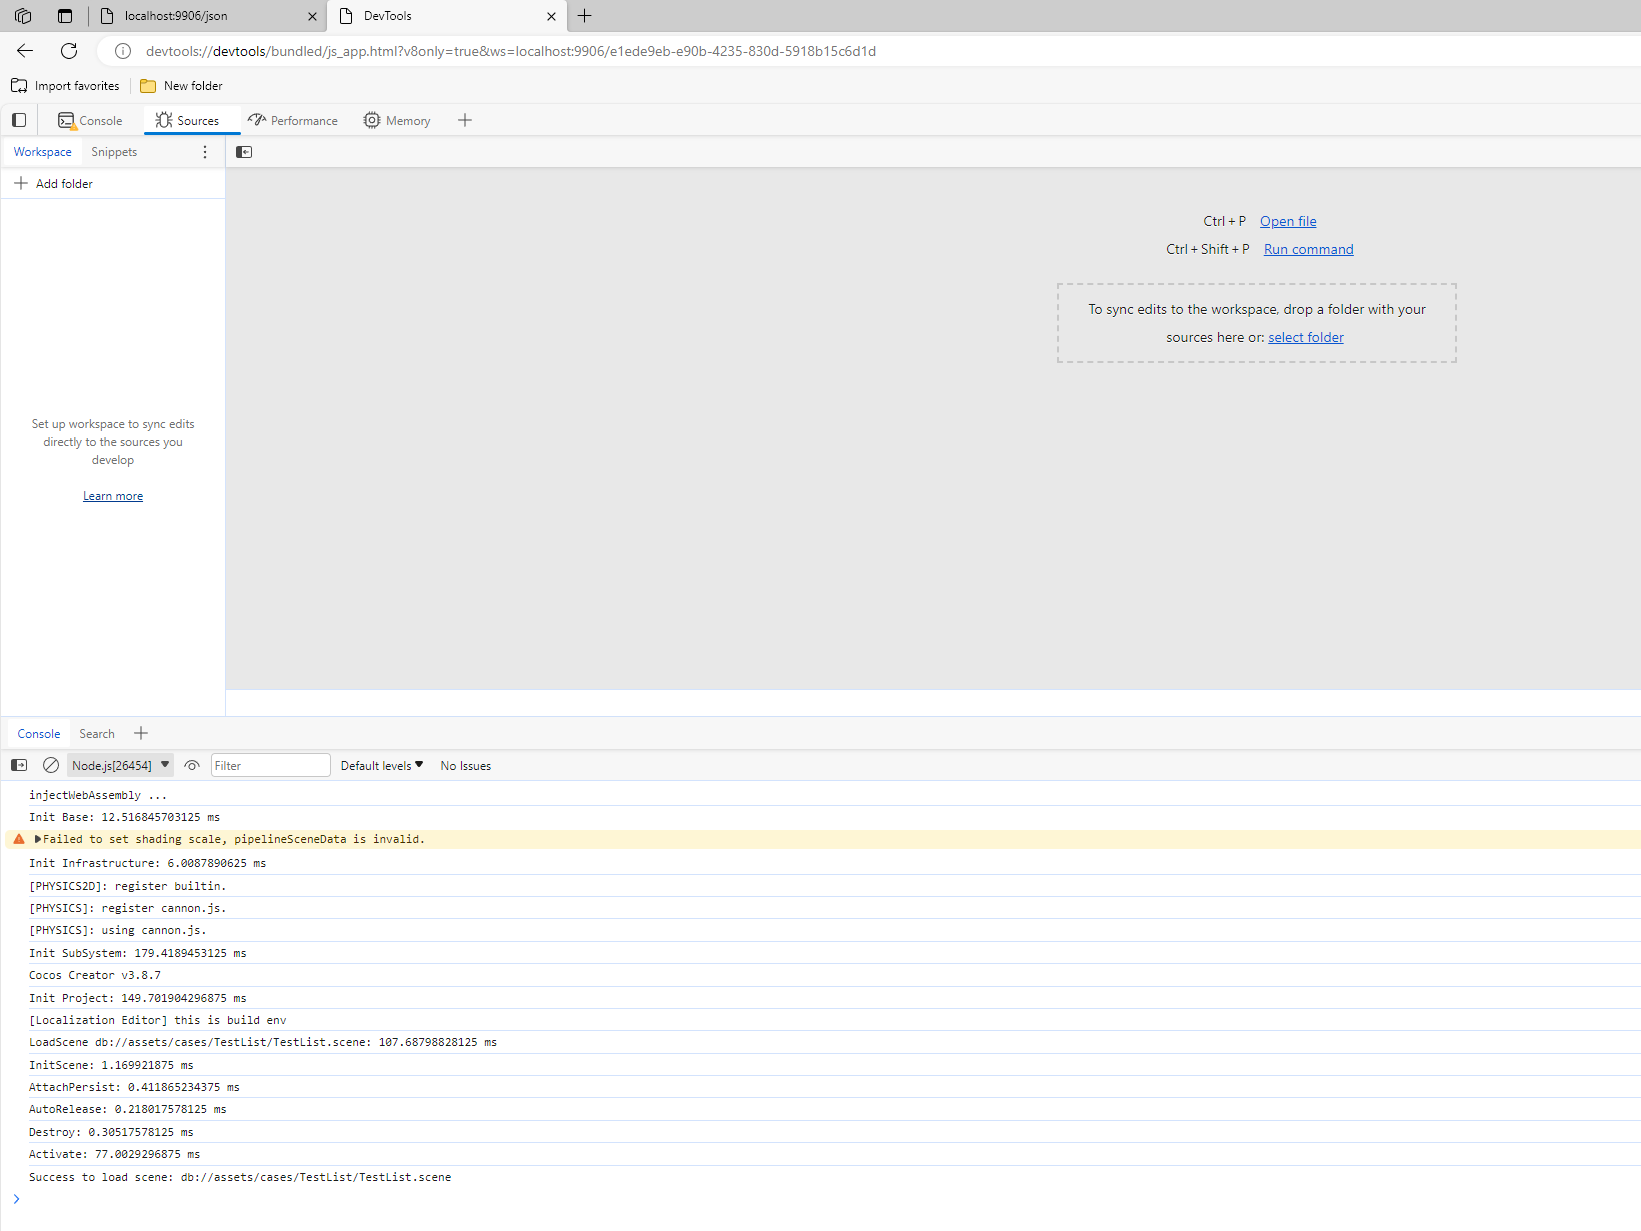 localhost:9906/json
DevTools
devtools://devtools/bundled/js_app.html?v8only=true&ws=localhost:9906/e1ede9eb-e90b-4235-830d-5918b15c6d1d
Import favorites
New folder
Console
Sources
Performance
Memory
Workspace
Snippets
Add folder
Ctrl + P Open file
Ctrl + Shift + P Run command
To sync edits to the workspace, drop a folder with your
sources here or: select folder
Set up workspace to sync edits
directly to the sources you
develop
Learn more
Console
Search
Node.js[26454]
Filter
Default levels
No Issues
injectWebAssembly ...
Init Base: 12.516845703125 ms
Failed to set shading scale, pipelineSceneData is invalid.
Init Infrastructure: 6.0087890625 ms
[PHYSICS2D]: register builtin.
[PHYSICS]: register cannon.js.
[PHYSICS]: using cannon.js.
Init SubSystem: 179.4189453125 ms
Cocos Creator v3.8.7
Init Project: 149.701904296875 ms
[Localization Editor] this is build env
LoadScene db://assets/cases/TestList/TestList.scene: 107.68798828125 ms
InitScene: 1.169921875 ms
AttachPersist: 0.411865234375 ms
AutoRelease: 0.218017578125 ms
Destroy: 0.30517578125 ms
Activate: 77.0029296875 ms
Success to load scene: db://assets/cases/TestList/TestList.scene